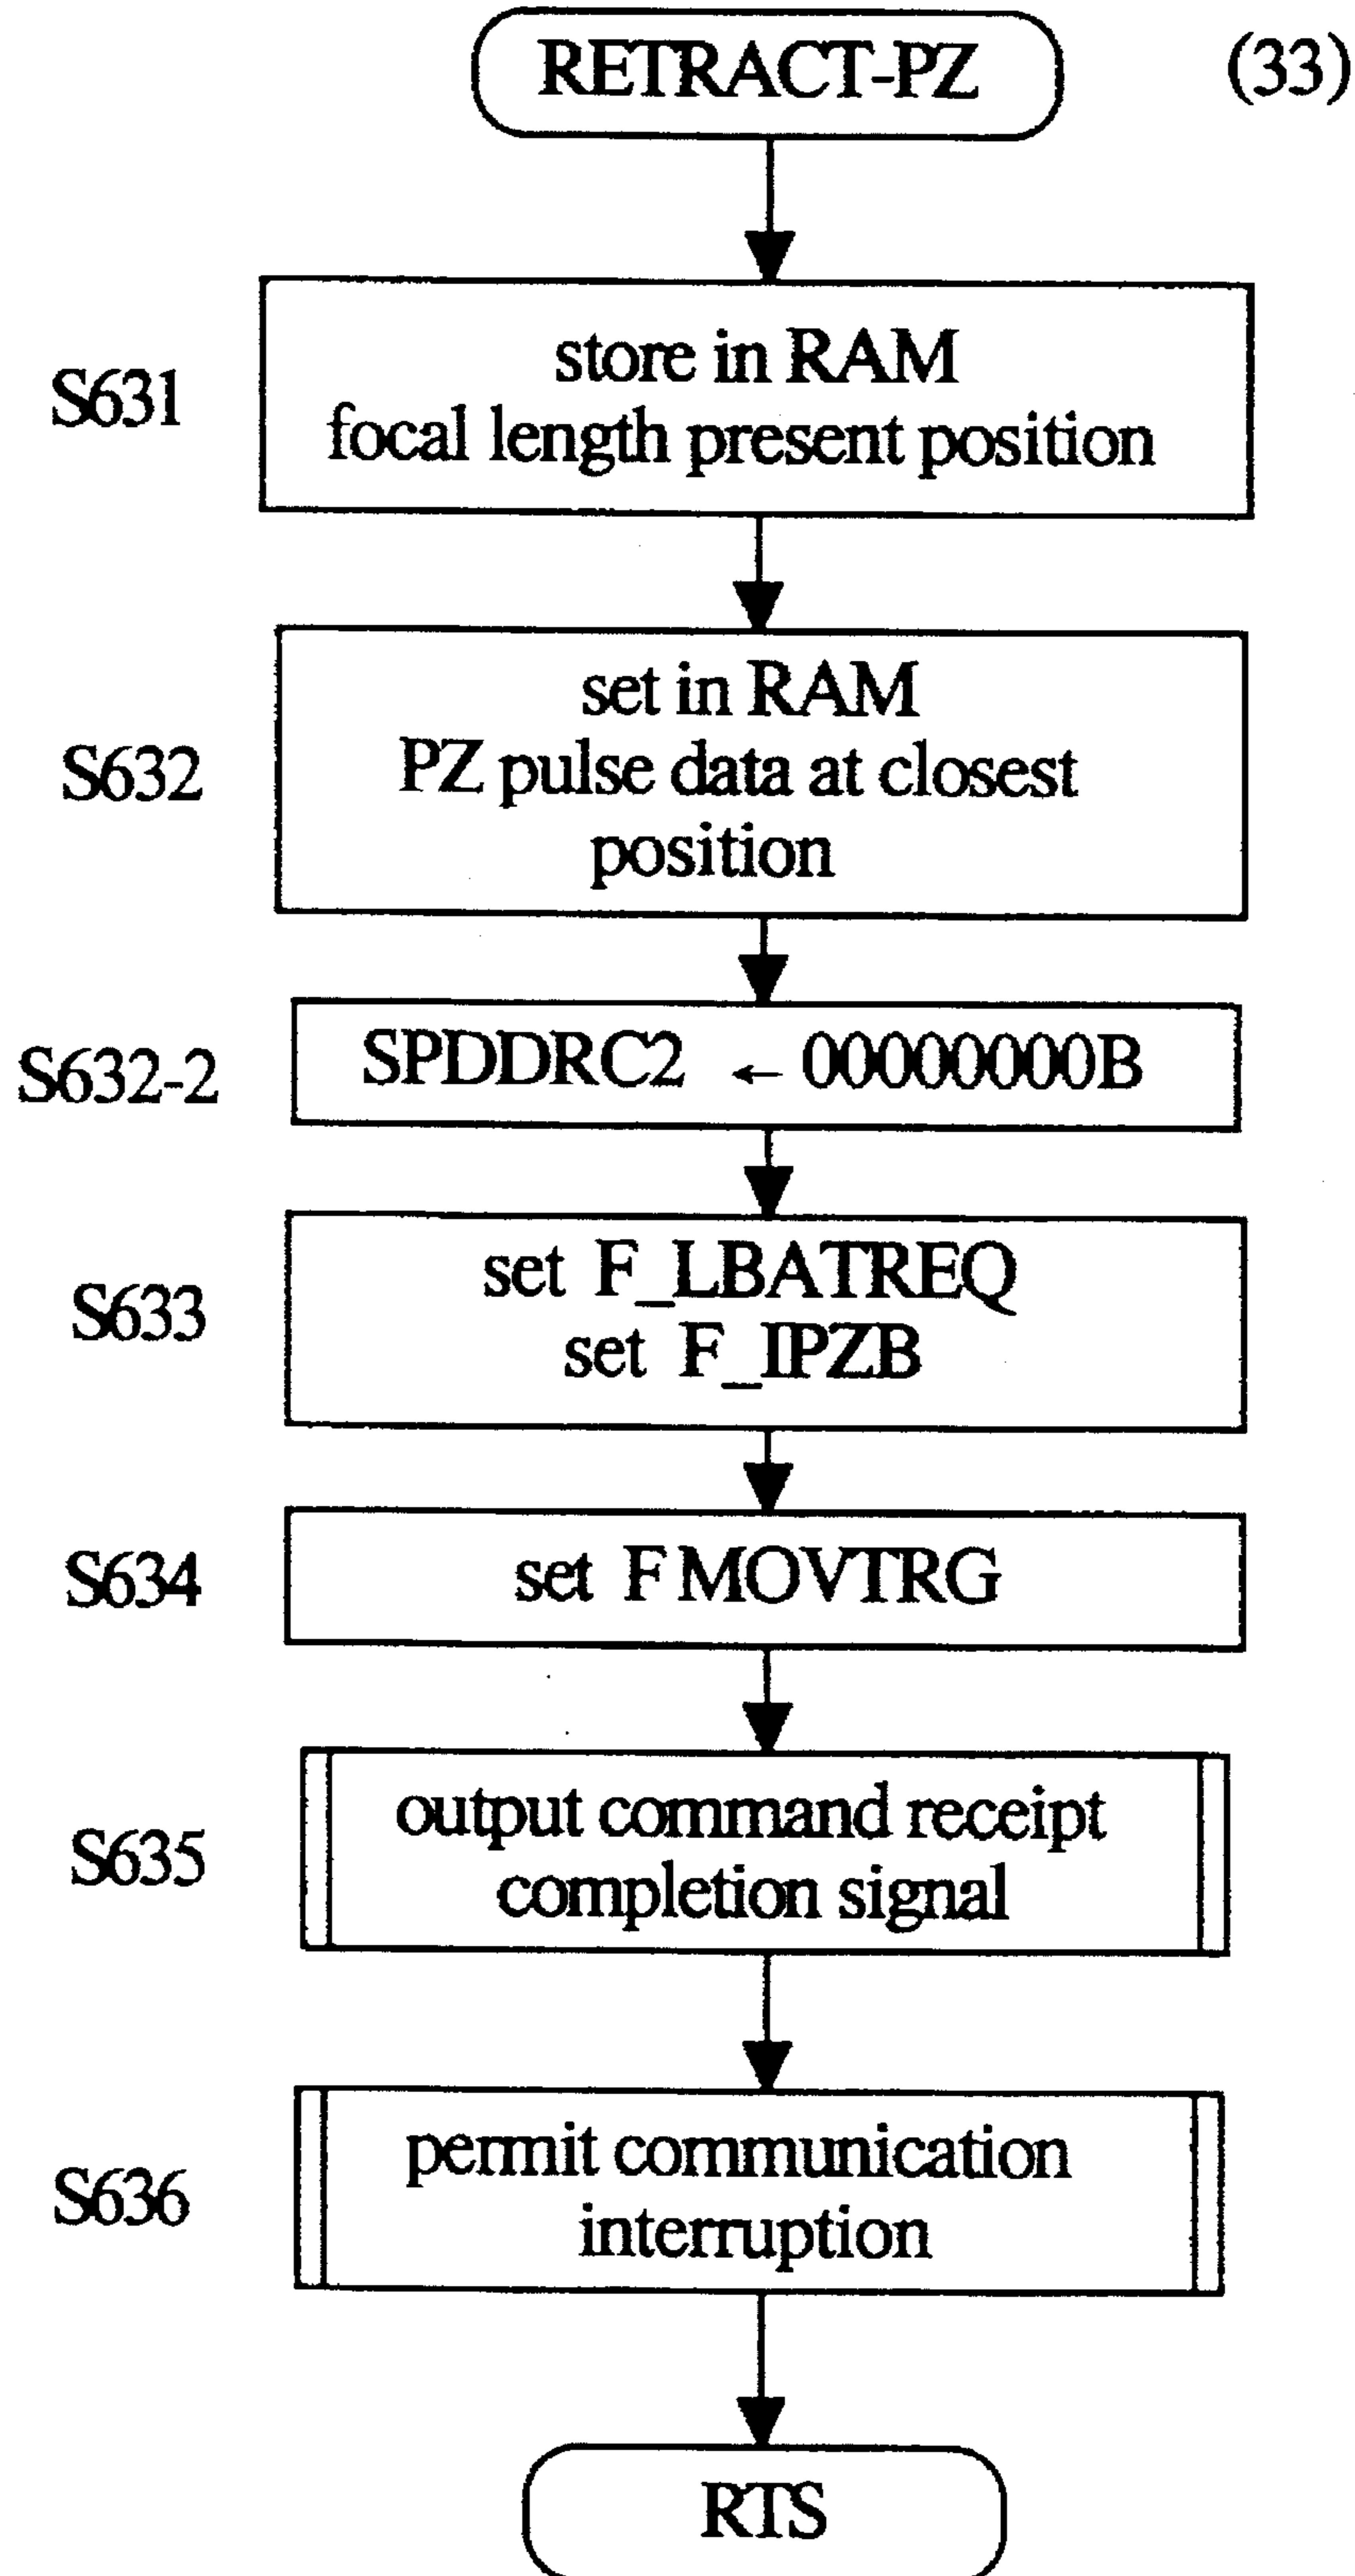 RETRACT-PZ
(33)
S631
store in RAM
focal length present position
S632
set in RAM
PZ pulse data at closest
position
S632-2
SPDDRC2 ← 00000000B
S633
set F_LBATREQ
set F_IPZB
S634
set F MOVTRG
S635
output command receipt
completion signal
S636
permit communication
interruption
RTS